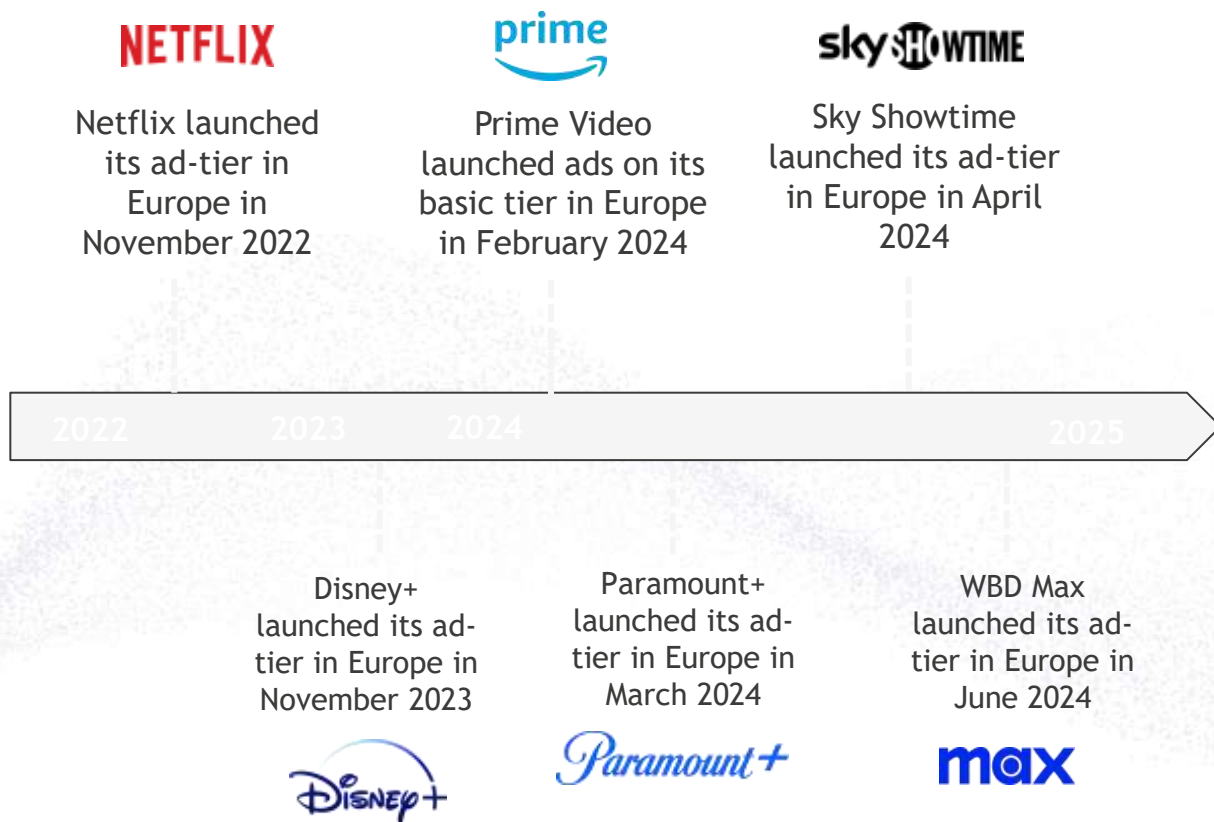 NETFLIX
Netflix launched
its ad-tier in
Europe in
November 2022
prime
Prime Video
launched ads on its
basic tier in Europe
in February 2024
sky SHOWTIME
Sky Showtime
launched its ad-tier
in Europe in April
2024
2022
2023
2024
2025
Disney+
launched its ad-
tier in Europe in
November 2023
Disney+
Paramount+
launched its ad-
tier in Europe in
March 2024
Paramount+
WBD Max
launched its ad-
tier in Europe in
June 2024
max